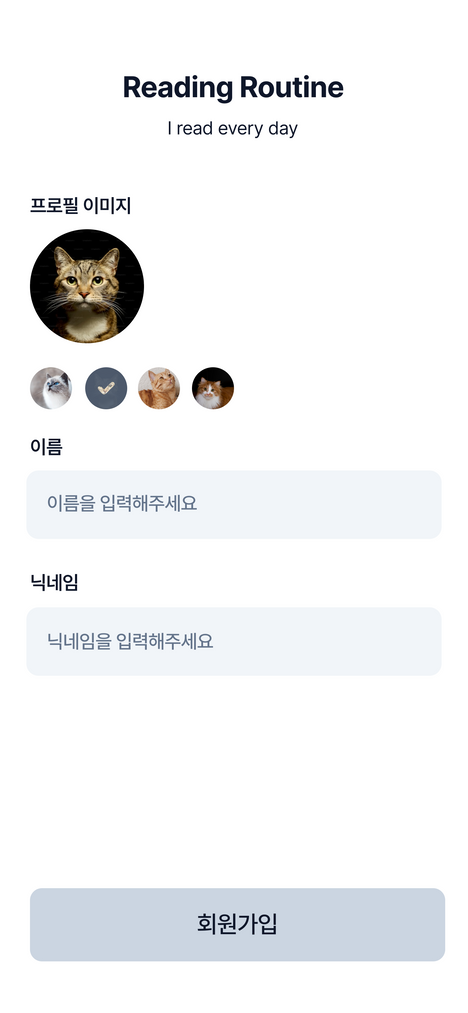 Reading Routine
I read every day
프로필 이미지
이름
이름을 입력해주세요
닉네임
닉네임을 입력해주세요
회원가입